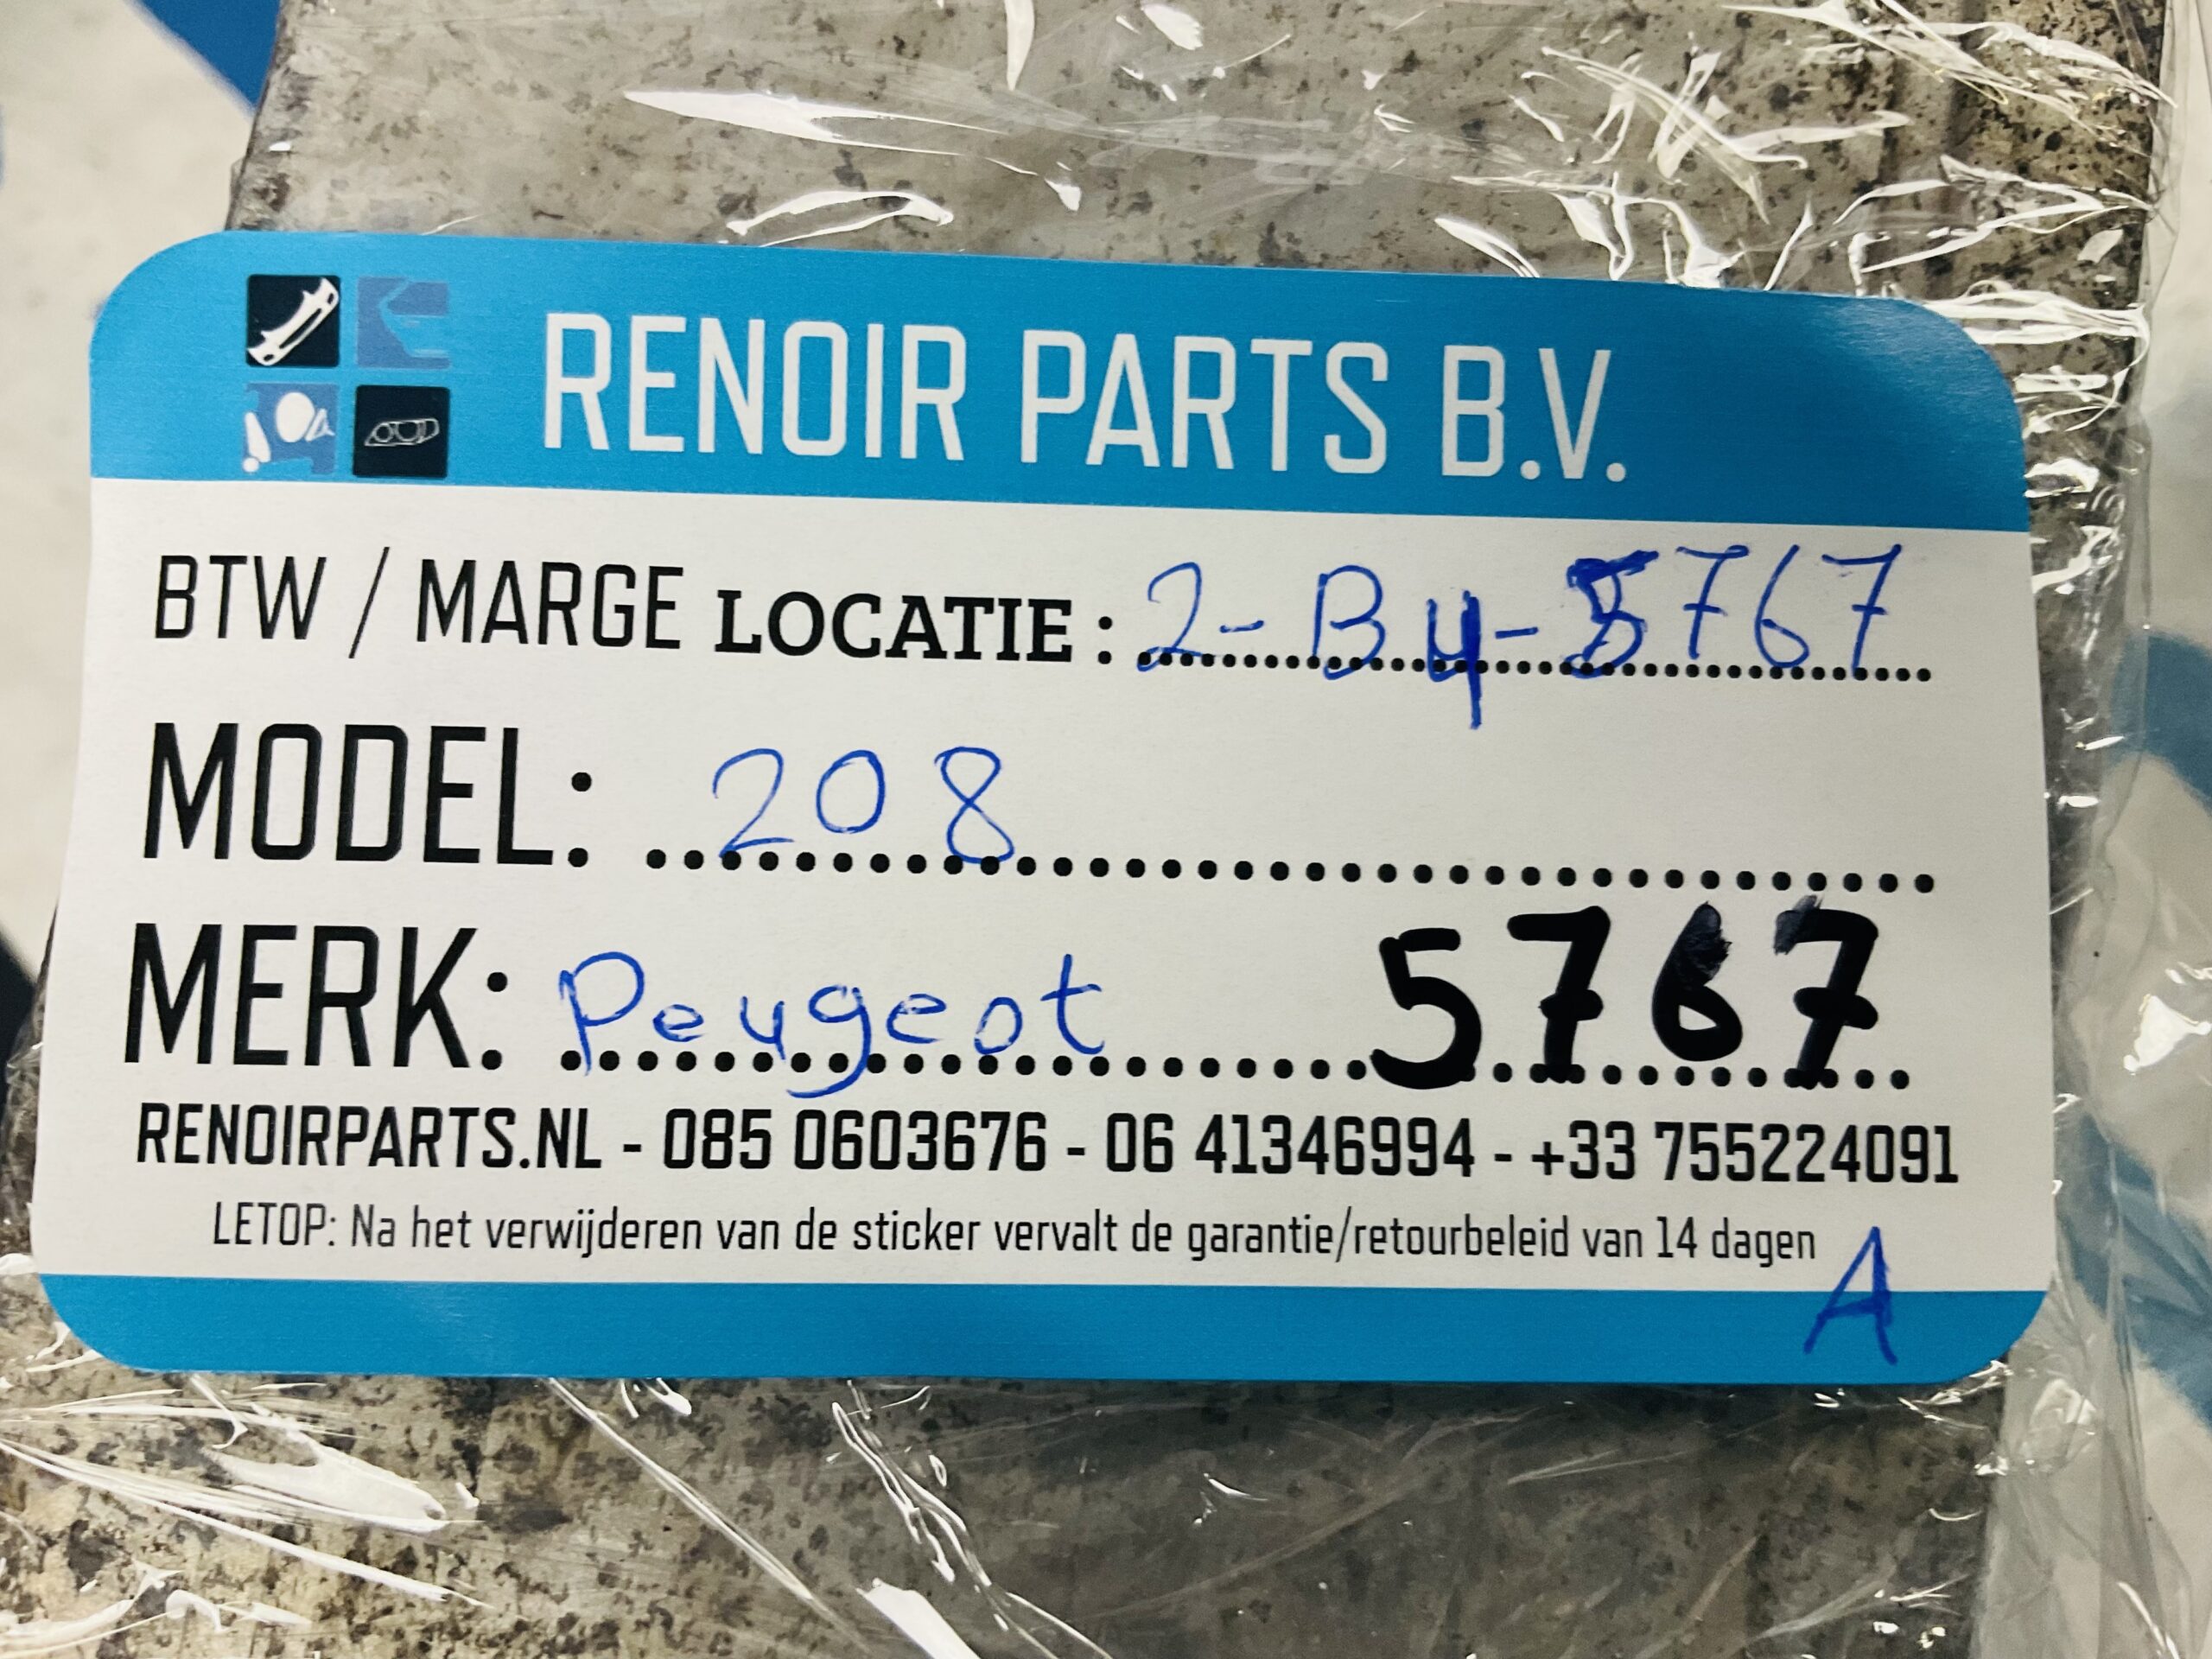 RENOIR PARTS B.V.
BTW / MARGE LOCATIE : 2-B4-5767
MODEL: 208
MERK: Peugeot 5767
RENOIRPARTS.NL - 085 0603676 - 06 41346994 - +33 755224091
LETOP: Na het verwijderen van de sticker vervalt de garantie/retourbeleid van 14 dagen
A